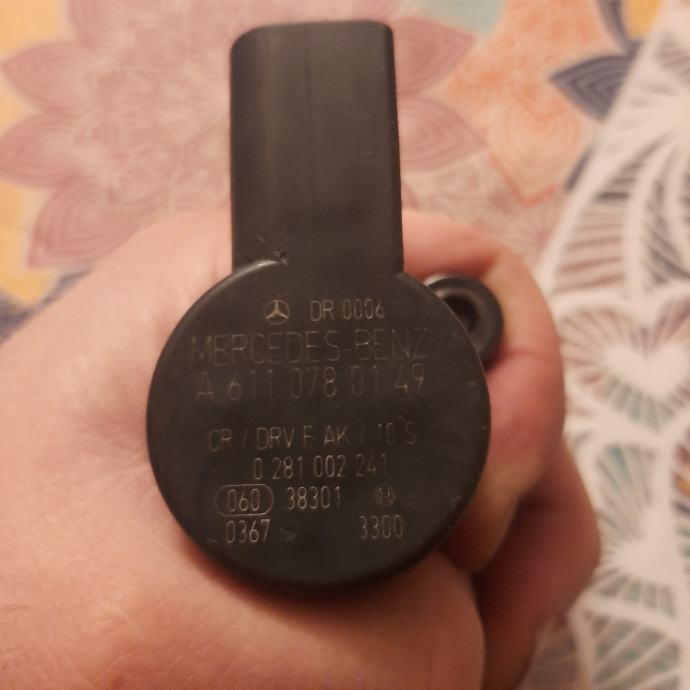 DR 0006
MERCEDES-BENZ
A 611 078 01 49
CR / DRV F AK / 10 S
0 281 002 241
060 38301
0367 3300